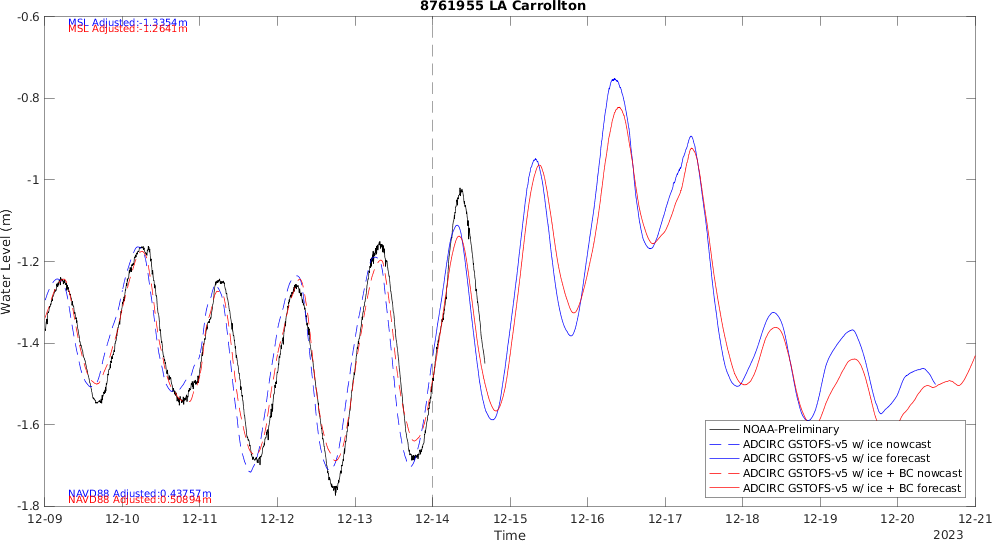 8761955 LA Carrollton
MSL Adjusted:-1.3354m
MSL Adjusted:-1.2641m
-0.6
-0.8
-1
-1.2
-1.4
-1.6
-1.8
Water Level (m)
NOAA-Preliminary
ADCIRC GSTOFS-v5 w/ ice nowcast
ADCIRC GSTOFS-v5 w/ ice forecast
ADCIRC GSTOFS-v5 w/ ice + BC nowcast
ADCIRC GSTOFS-v5 w/ ice + BC forecast
NAVD88 Adjusted:0.43757m
NAVD88 Adjusted:0.50894m
12-09 12-10 12-11 12-12 12-13 12-14 12-15 12-16 12-17 12-18 12-19 12-20 12-21
Time
2023